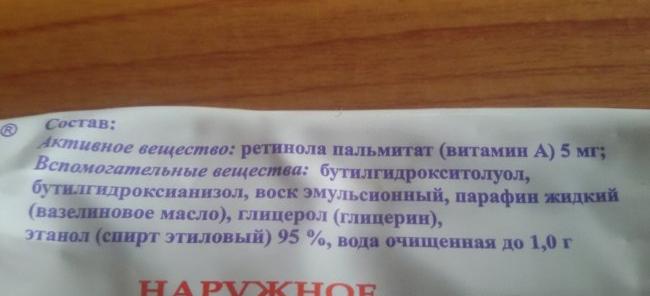 ® Состав:
Активное вещество: ретинола пальмитат (витамин А) 5 мг;
Вспомогательные вещества: бутилгидрокситолуол,
бутилгидроксианизол, воск эмульсионный, парафин жидкий
(вазелиновое масло), глицерол (глицерин),
этанол (спирт этиловый) 95 %, вода очищенная до 1,0 г
НАРУЖНОЕ